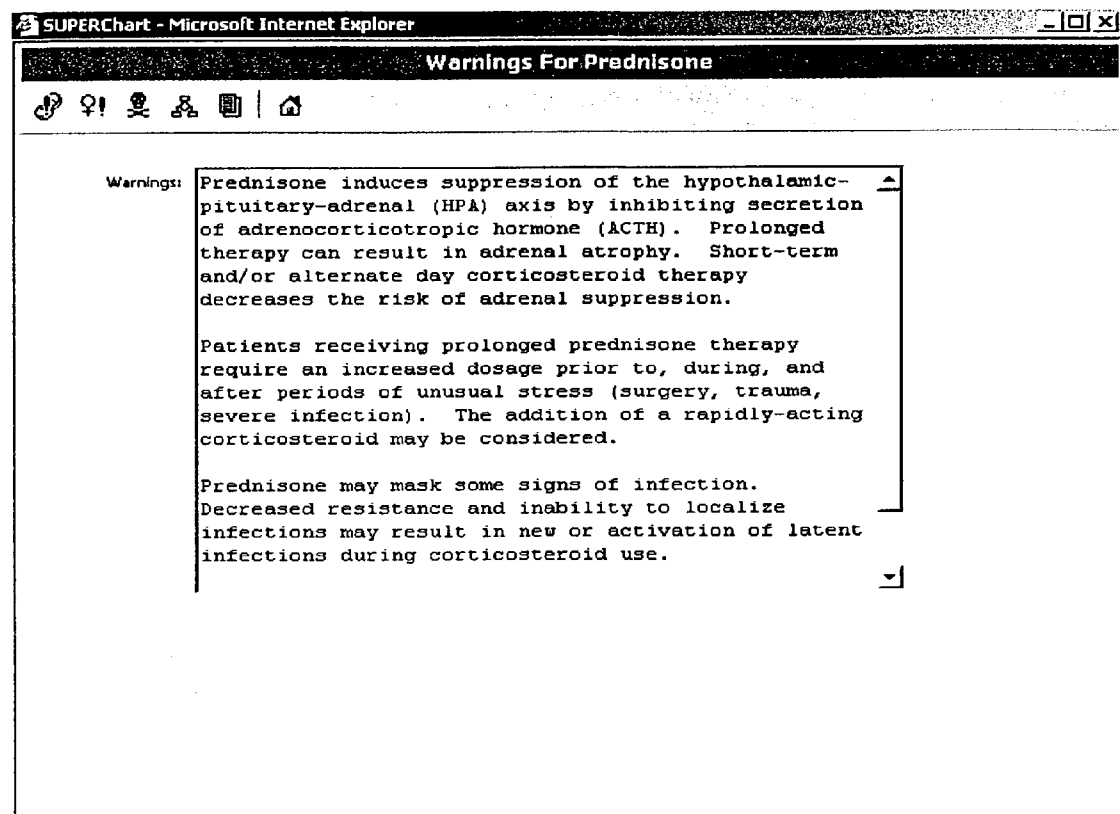 SUPERChart - Microsoft Internet Explorer
Warnings For Prednisone
Warnings:
Prednisone induces suppression of the hypothalamic-
pituitary-adrenal (HPA) axis by inhibiting secretion
of adrenocorticotropic hormone (ACTH).  Prolonged
therapy can result in adrenal atrophy.  Short-term
and/or alternate day corticosteroid therapy
decreases the risk of adrenal suppression.
Patients receiving prolonged prednisone therapy
require an increased dosage prior to, during, and
after periods of unusual stress (surgery, trauma,
severe infection).  The addition of a rapidly-acting
corticosteroid may be considered.
Prednisone may mask some signs of infection.
Decreased resistance and inability to localize
infections may result in new or activation of latent
infections during corticosteroid use.